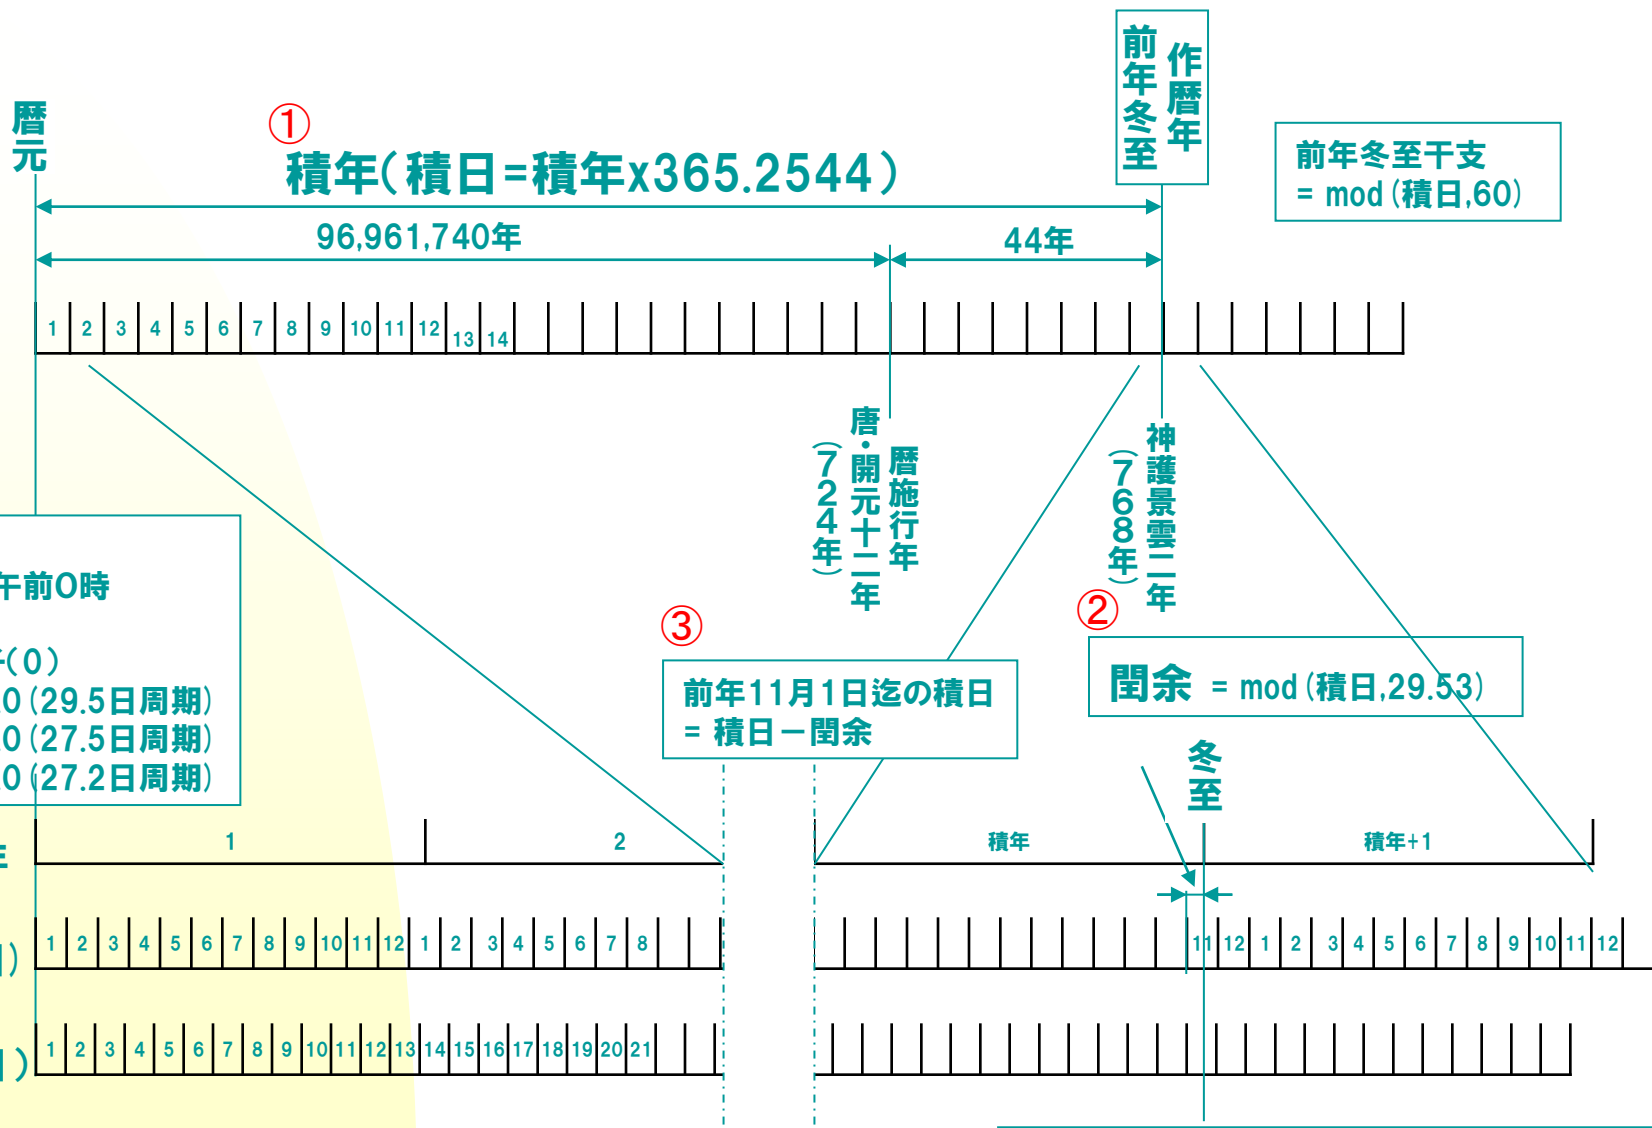 作暦年
前年冬至
暦元
①
積年(積日=積年x365.2544)
前年冬至干支
= mod(積日,60)
96,961,740年
44年
1 2 3 4 5 6 7 8 9 10 11 12 13 14
暦施行年
唐・開元十二年
(724年)
神護景雲二年
(768年)
午前0時
(0)
0(29.5日周期)
0(27.5日周期)
0(27.2日周期)
③
前年11月1日迄の積日
= 積日－閏余
②
閏余 = mod(積日,29.53)
冬至
1 2 積年 積年+1
1 2 3 4 5 6 7 8 9 10 11 12 1 2 3 4 5 6 7 8 11 12 1 2 3 4 5 6 7 8 9 10 11 12
1 2 3 4 5 6 7 8 9 10 11 12 13 14 15 16 17 18 19 20 21